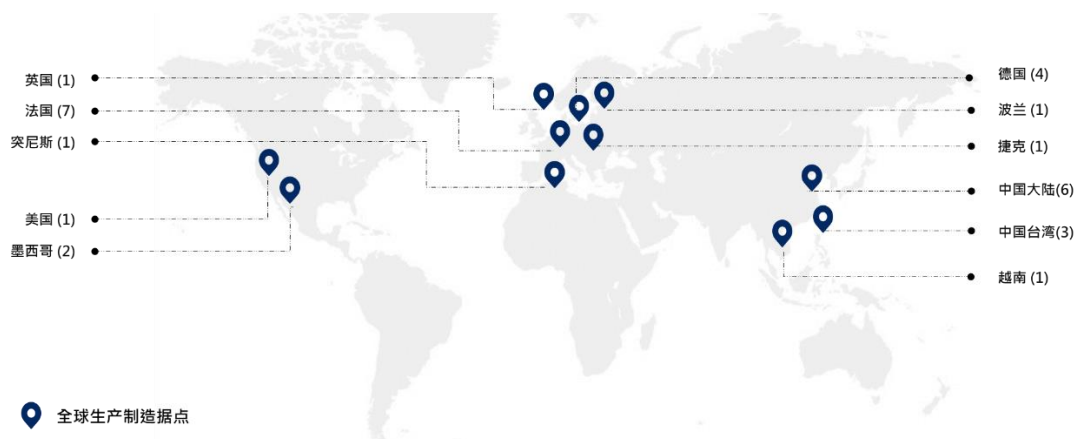 英国 (1)
法国 (7)
突尼斯 (1)
美国 (1)
墨西哥 (2)
德国 (4)
波兰 (1)
捷克 (1)
中国大陆(6)
中国台湾(3)
越南 (1)
全球生产制造据点